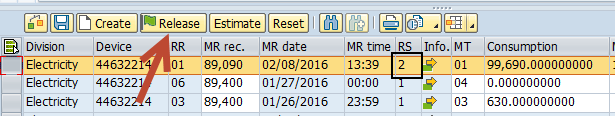 Create Release Estimate Reset
Division Device RR MR rec. MR date MR time RS Info. MT Consumption
Electricity 44632214 01 89,090 02/08/2016 13:39 2 01 99,690.000000000
Electricity 44632214 06 89,400 01/27/2016 00:00 1 04 0.000000000
Electricity 44632214 03 89,400 01/26/2016 23:59 1 03 630.000000000